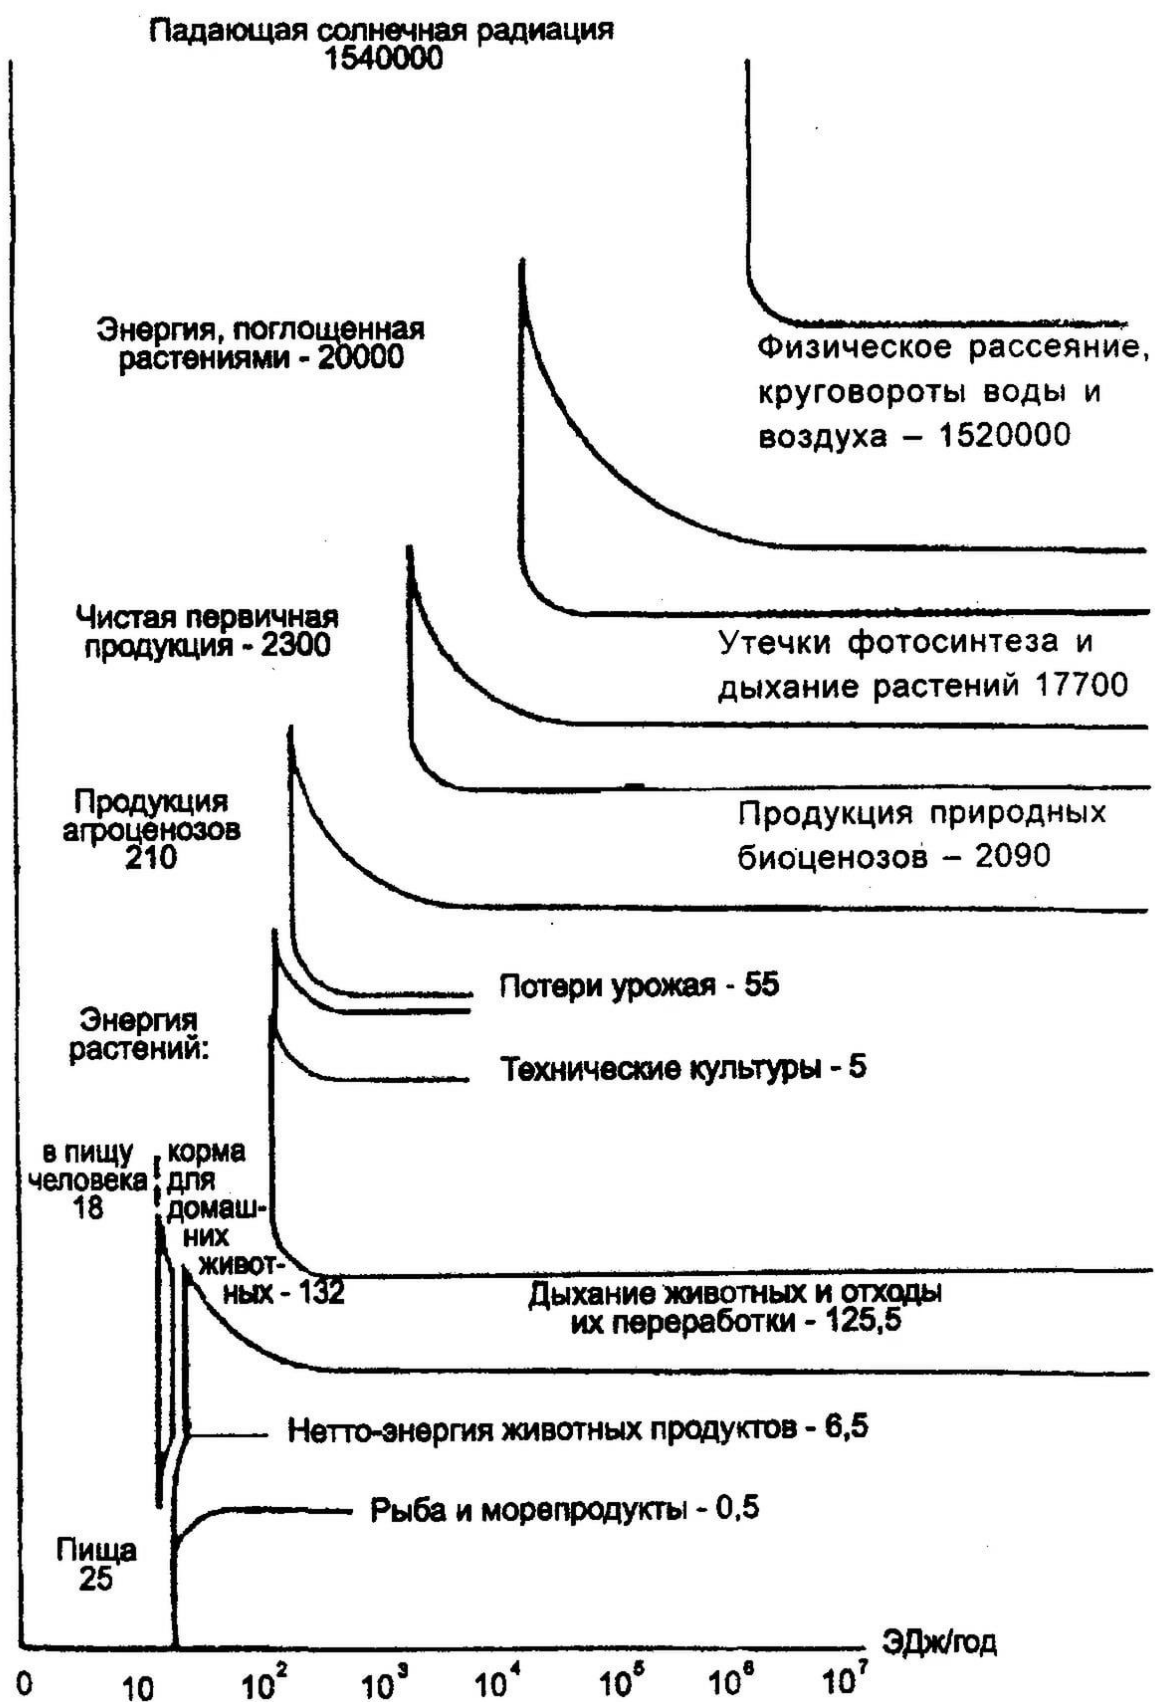 Падающая солнечная радиация
1540000
Энергия, поглощенная
растениями - 20000
Физическое рассеяние,
круговороты воды и
воздуха – 1520000
Чистая первичная
продукция - 2300
Утечки фотосинтеза и
дыхание растений 17700
Продукция
агроценозов
210
Продукция природных
биоценозов – 2090
Потери урожая - 55
Энергия
растений:
Технические культуры - 5
в пищу
человека
18
корма
для
домаш-
них
живот-
ных - 132
Дыхание животных и отходы
их переработки - 125,5
Нетто-энергия животных продуктов - 6,5
Рыба и морепродукты - 0,5
Пища
25
ЭДж/год
0 10 10² 10³ 10⁴ 10⁵ 10⁶ 10⁷